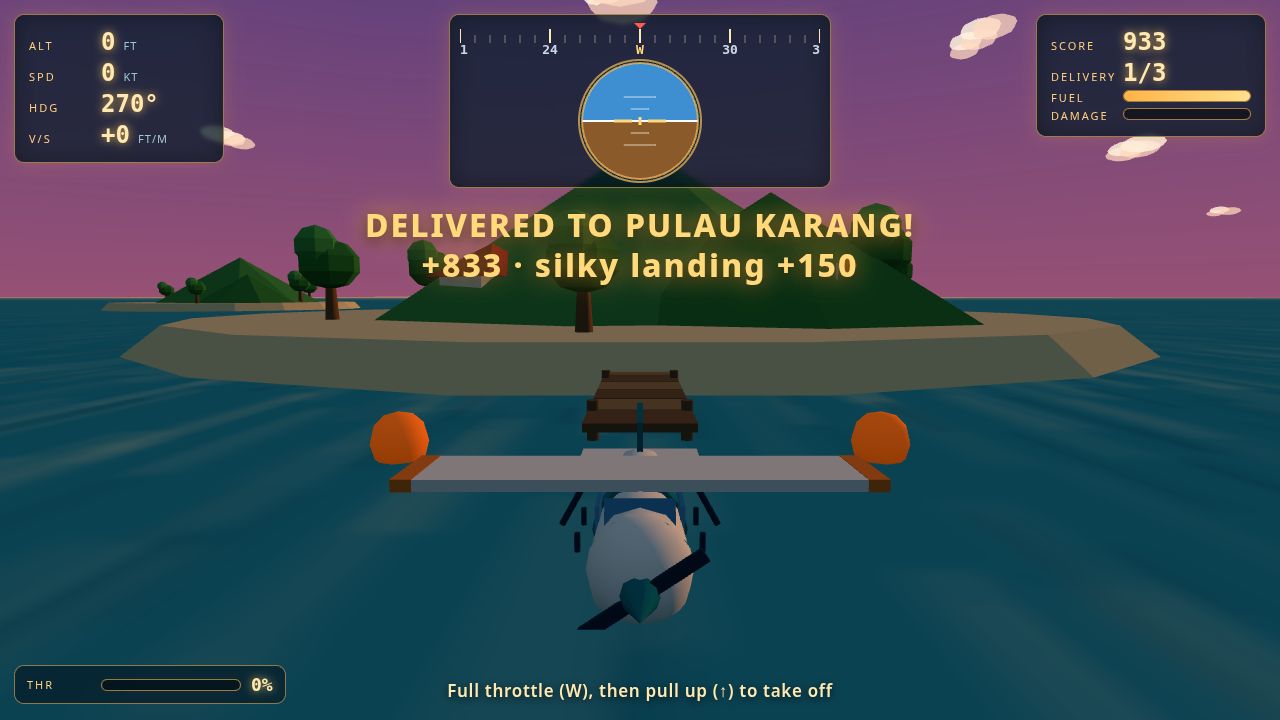 ALT 0 FT
SPD 0 KT
HDG 270°
V/S +0 FT/M
1 24 W 30 3
SCORE 933
DELIVERY 1/3
FUEL
DAMAGE
DELIVERED TO PULAU KARANG!
+833 · silky landing +150
THR 0%
Full throttle (W), then pull up (↑) to take off